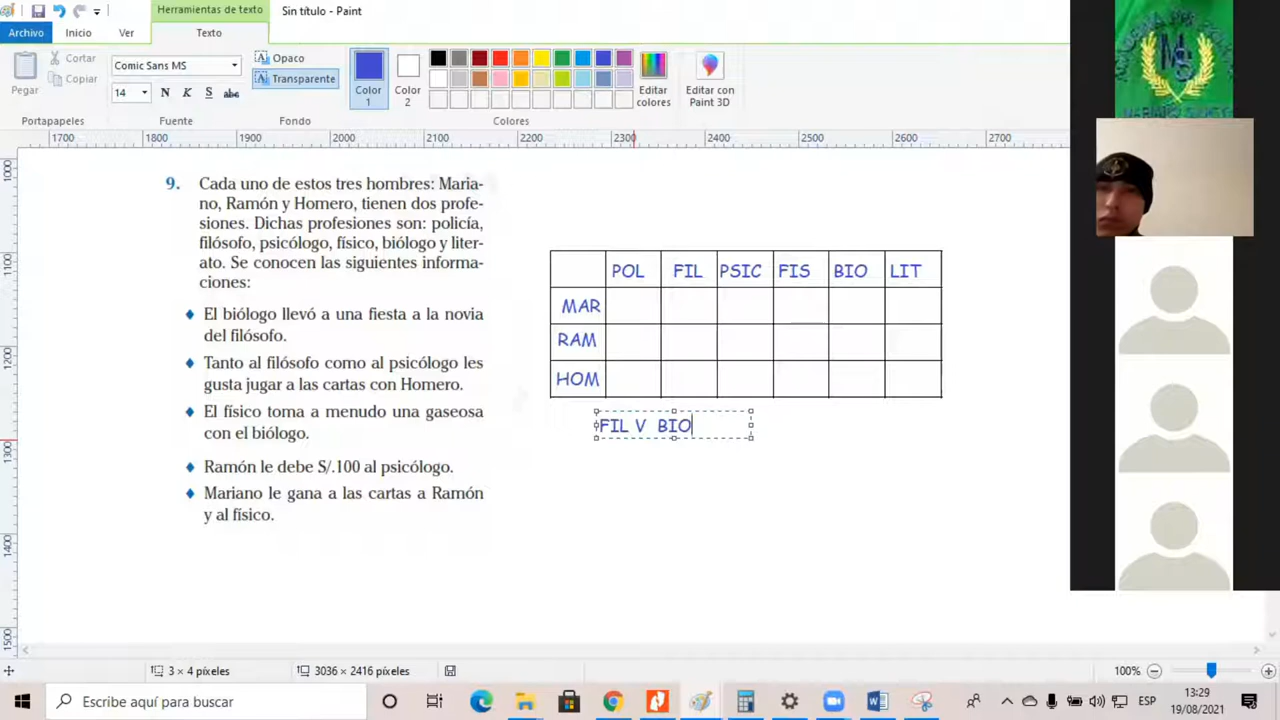 Herramientas de texto
Sin título - Paint
Archivo
Inicio
Ver
Texto
Pegar
Cortar
Copiar
Portapapeles
Comic Sans MS
14
N
K
S
abc
Fuente
Opaco
Transparente
Fondo
Color
1
Color
2
Colores
Editar
colores
Editar con
Paint 3D
1700
1800
1900
2000
2100
2200
2300
2400
2500
2600
2700
1000
1100
1200
1300
1400
1500
9. Cada uno de estos tres hombres: Maria-
no, Ramón y Homero, tienen dos profe-
siones. Dichas profesiones son: policía,
filósofo, psicólogo, físico, biólogo y liter-
ato. Se conocen las siguientes informa-
ciones:
El biólogo llevó a una fiesta a la novia
del filósofo.
Tanto al filósofo como al psicólogo les
gusta jugar a las cartas con Homero.
El físico toma a menudo una gaseosa
con el biólogo.
Ramón le debe S/.100 al psicólogo.
Mariano le gana a las cartas a Ramón
y al físico.
POL FIL PSIC FIS BIO LIT
MAR
RAM
HOM
FIL V BIO
3 × 4 píxeles
3036 × 2416 píxeles
100%
Escribe aquí para buscar
ESP
13:29
19/08/2021